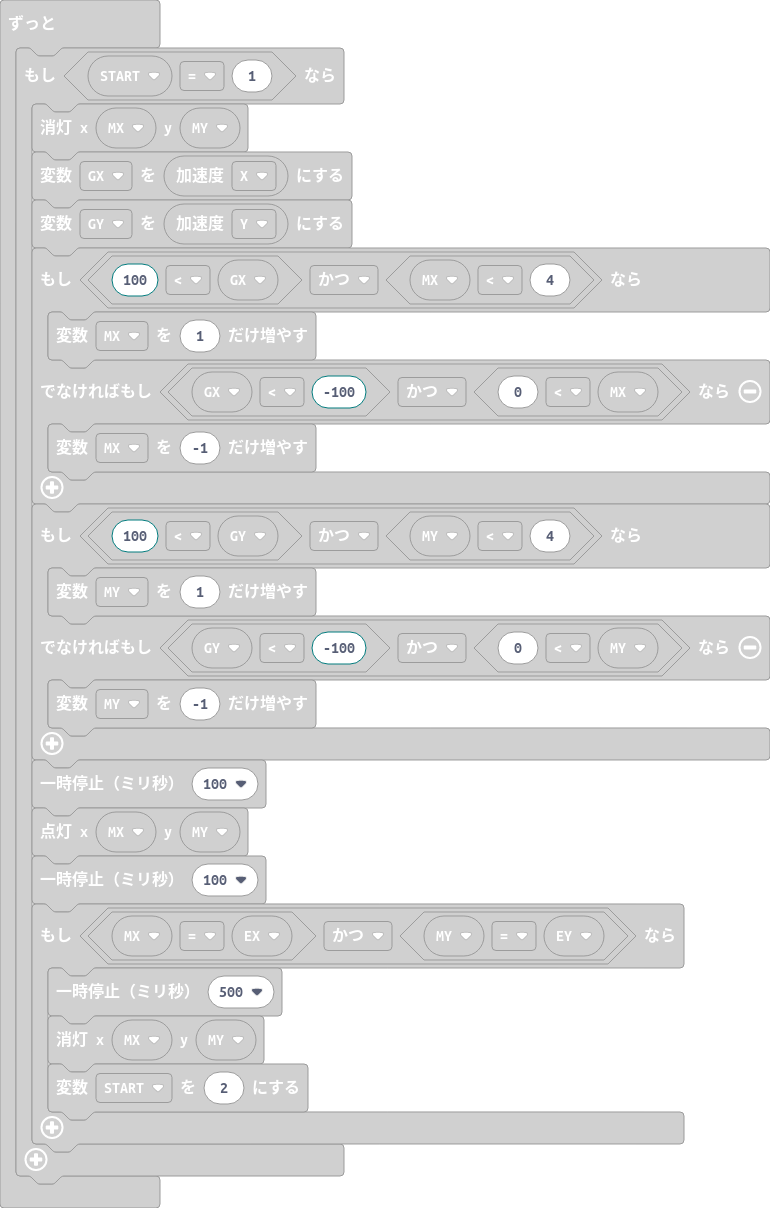 ずっと
もし START = 1 なら
消灯 x MX y MY
変数 GX を 加速度 X にする
変数 GY を 加速度 Y にする
もし 100 < GX かつ MX < 4 なら
変数 MX を 1 だけ増やす
でなければもし GX < -100 かつ 0 < MX なら
変数 MX を -1 だけ増やす
もし 100 < GY かつ MY < 4 なら
変数 MY を 1 だけ増やす
でなければもし GY < -100 かつ 0 < MY なら
変数 MY を -1 だけ増やす
一時停止（ミリ秒） 100
点灯 x MX y MY
一時停止（ミリ秒） 100
もし MX = EX かつ MY = EY なら
一時停止（ミリ秒） 500
消灯 x MX y MY
変数 START を 2 にする